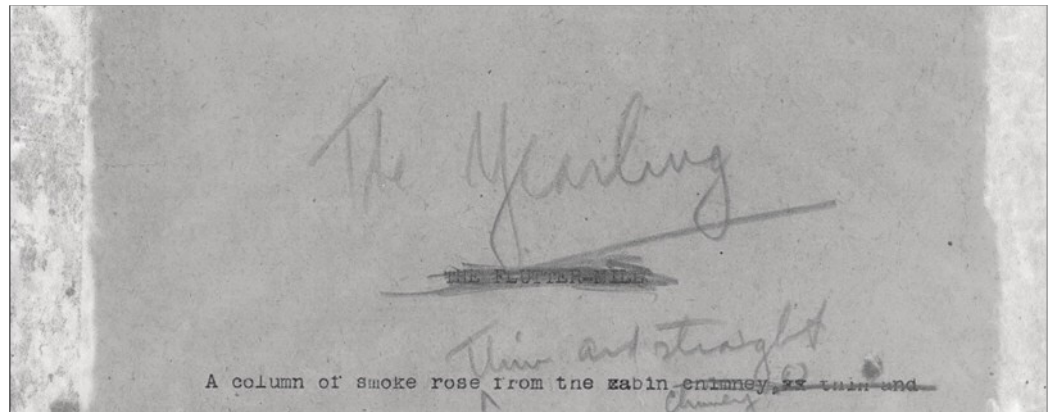 The Yearling
THE FLUTTER-MILL
Thin and straight
A column of smoke rose from the zabin chimney, xx thin and
chimney